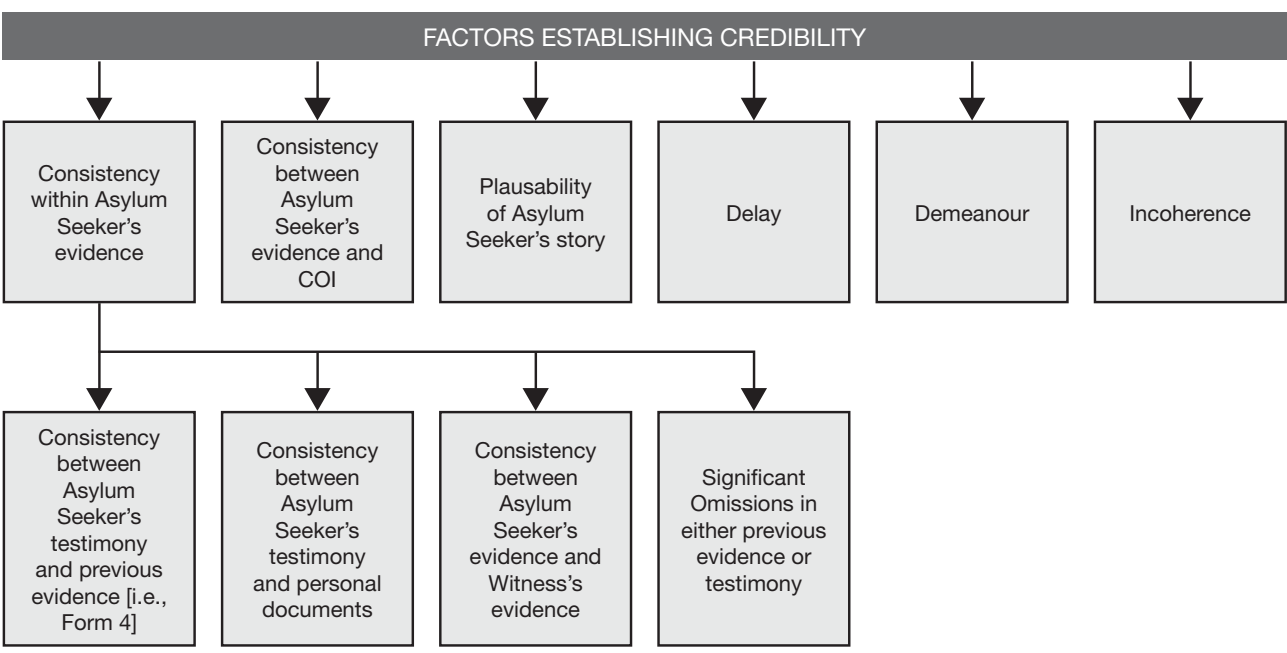 FACTORS ESTABLISHING CREDIBILITY
Consistency
within Asylum
Seeker's
evidence
Consistency
between
Asylum
Seeker's
evidence and
COI
Plausability
of Asylum
Seeker's story
Delay
Demeanour
Incoherence
Consistency
between
Asylum
Seeker's
testimony
and previous
evidence [i.e.,
Form 4]
Consistency
between
Asylum
Seeker's
testimony
and personal
documents
Consistency
between
Asylum
Seeker's
evidence and
Witness's
evidence
Significant
Omissions in
either previous
evidence or
testimony